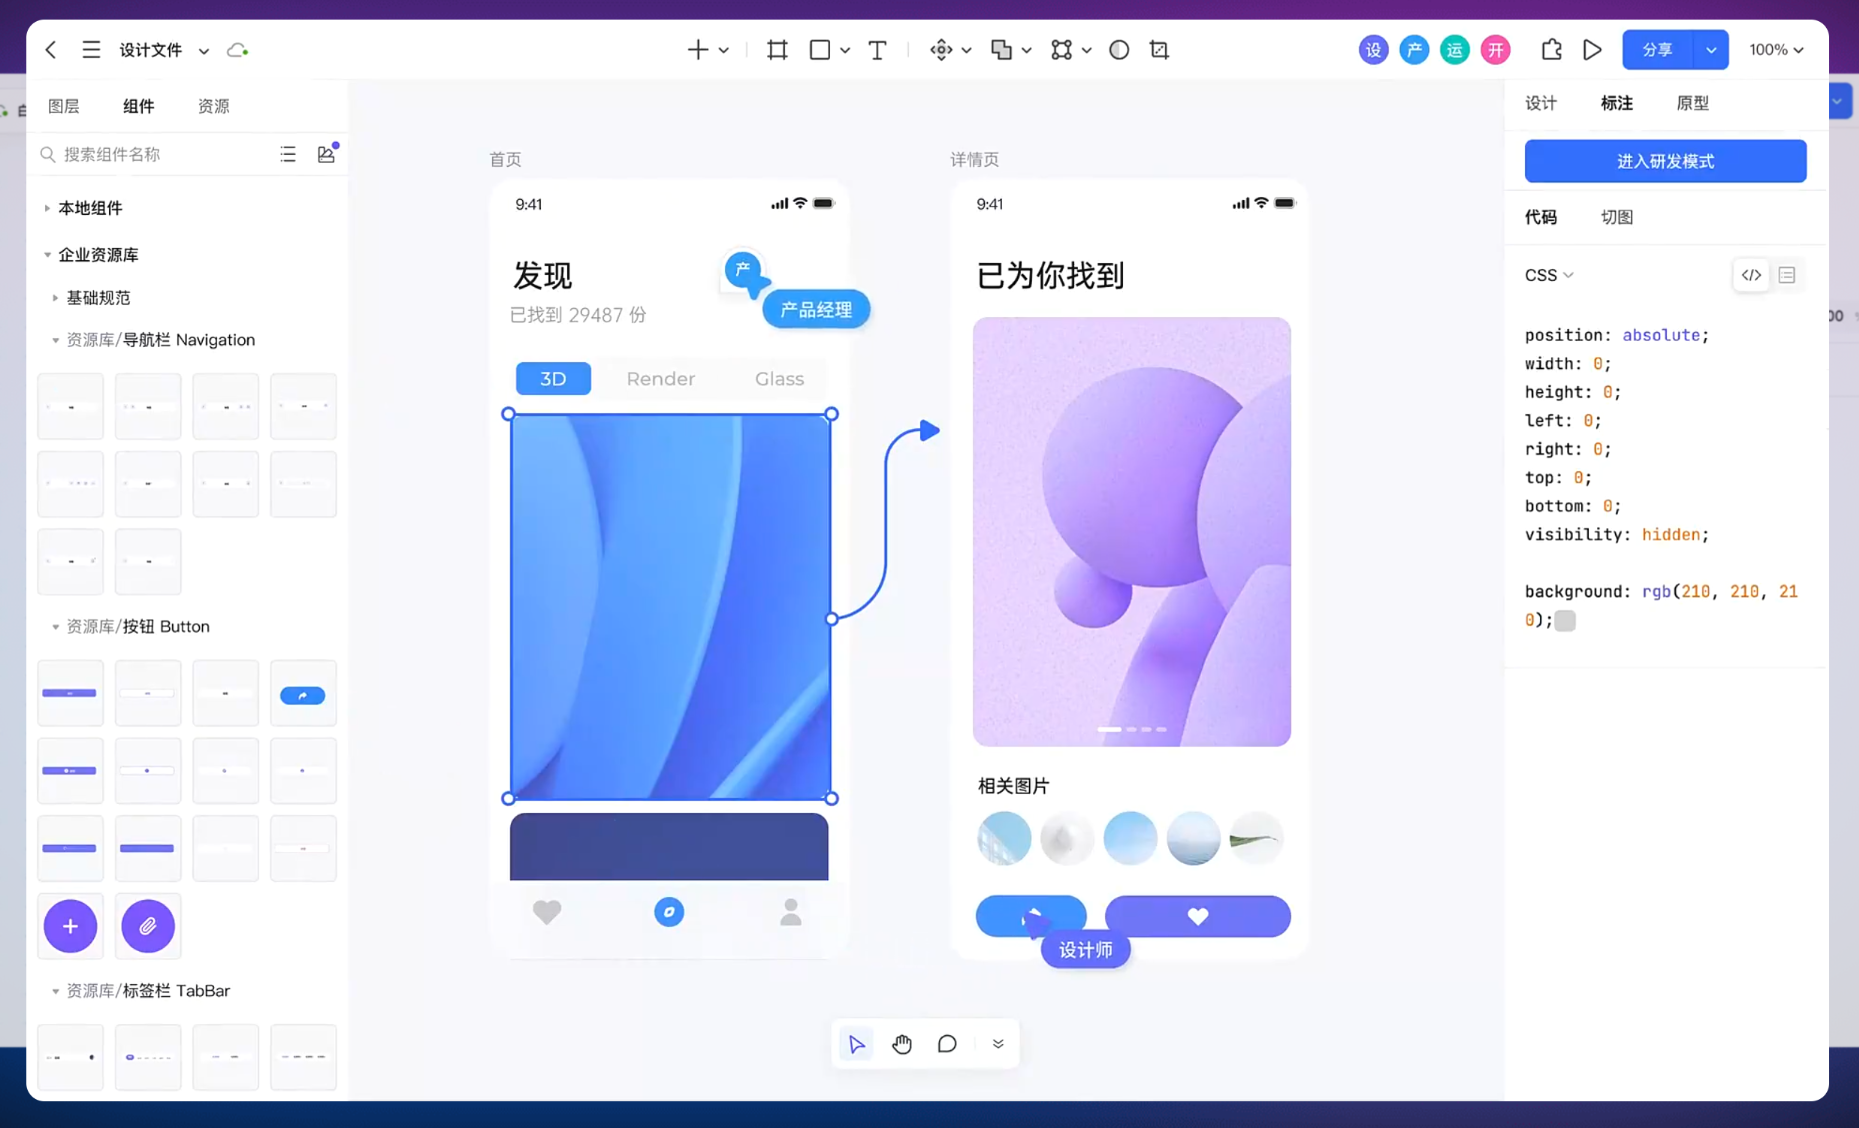 设计文件
设
产
运
开
分享
100%
图层
组件
资源
搜索组件名称
本地组件
企业资源库
基础规范
资源库/导航栏 Navigation
资源库/按钮 Button
资源库/标签栏 TabBar
首页
9:41
发现
已找到 29487 份
产
产品经理
3D
Render
Glass
详情页
9:41
已为你找到
相关图片
设计师
设计
标注
原型
进入研发模式
代码
切图
CSS
</>
position: absolute;
width: 0;
height: 0;
left: 0;
right: 0;
top: 0;
bottom: 0;
visibility: hidden;
background: rgb(210, 210, 21
0);